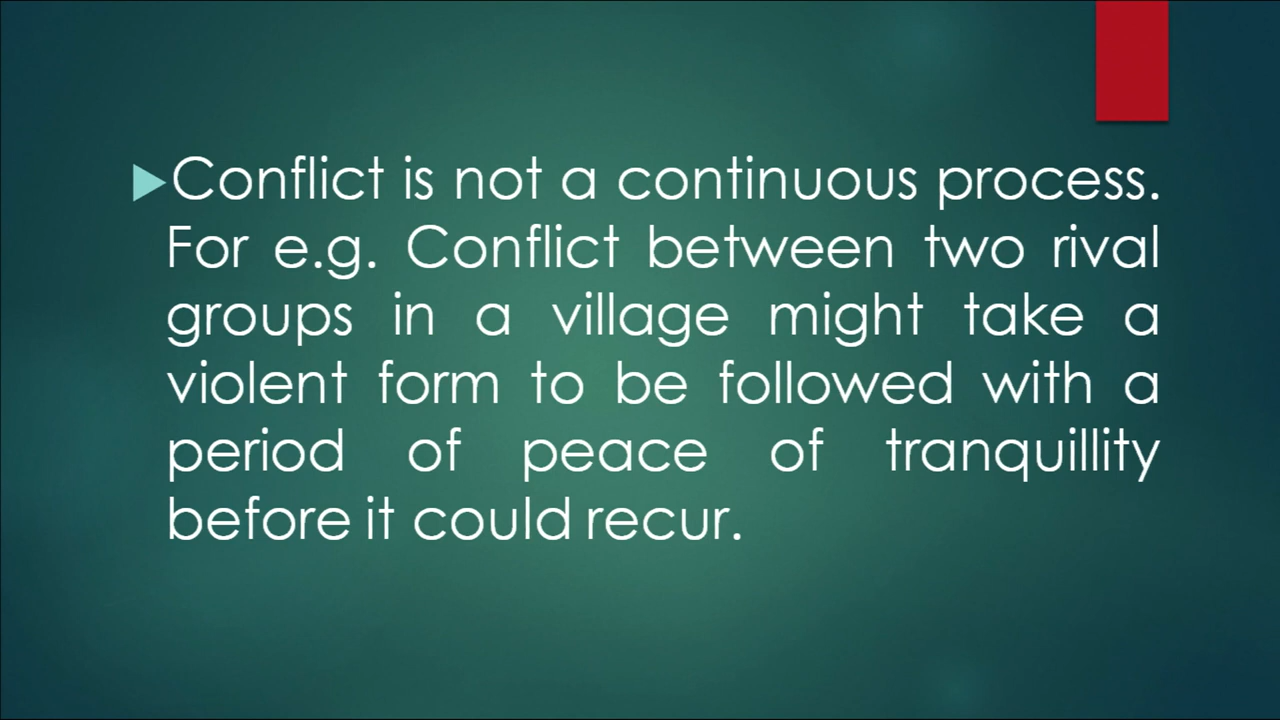 Conflict is not a continuous process.
For e.g. Conflict between two rival
groups in a village might take a
violent form to be followed with a
period of peace of tranquillity
before it could recur.